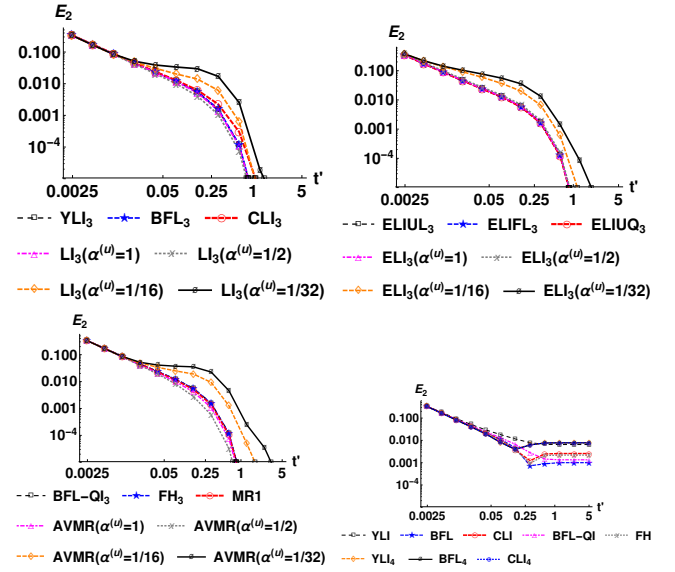 E₂
0.100
0.010
0.001
10⁻⁴
0.0025 0.05 0.25 1 5 t'
YLI₃ BFL₃ CLI₃
LI₃(α⁽ᵘ⁾=1) LI₃(α⁽ᵘ⁾=1/2)
LI₃(α⁽ᵘ⁾=1/16) LI₃(α⁽ᵘ⁾=1/32)
E₂
0.100
0.010
0.001
10⁻⁴
0.0025 0.05 0.25 1 5 t'
ELIUL₃ ELIFL₃ ELIUQ₃
ELI₃(α⁽ᵘ⁾=1) ELI₃(α⁽ᵘ⁾=1/2)
ELI₃(α⁽ᵘ⁾=1/16) ELI₃(α⁽ᵘ⁾=1/32)
E₂
0.100
0.010
0.001
10⁻⁴
0.0025 0.05 0.25 1 5 t'
BFL-QI₃ FH₃ MR1
AVMR(α⁽ᵘ⁾=1) AVMR(α⁽ᵘ⁾=1/2)
AVMR(α⁽ᵘ⁾=1/16) AVMR(α⁽ᵘ⁾=1/32)
E₂
0.100
0.010
0.001
10⁻⁴
0.0025 0.05 0.25 1 5 t'
YLI BFL CLI BFL-QI FH
YLI₄ BFL₄ CLI₄